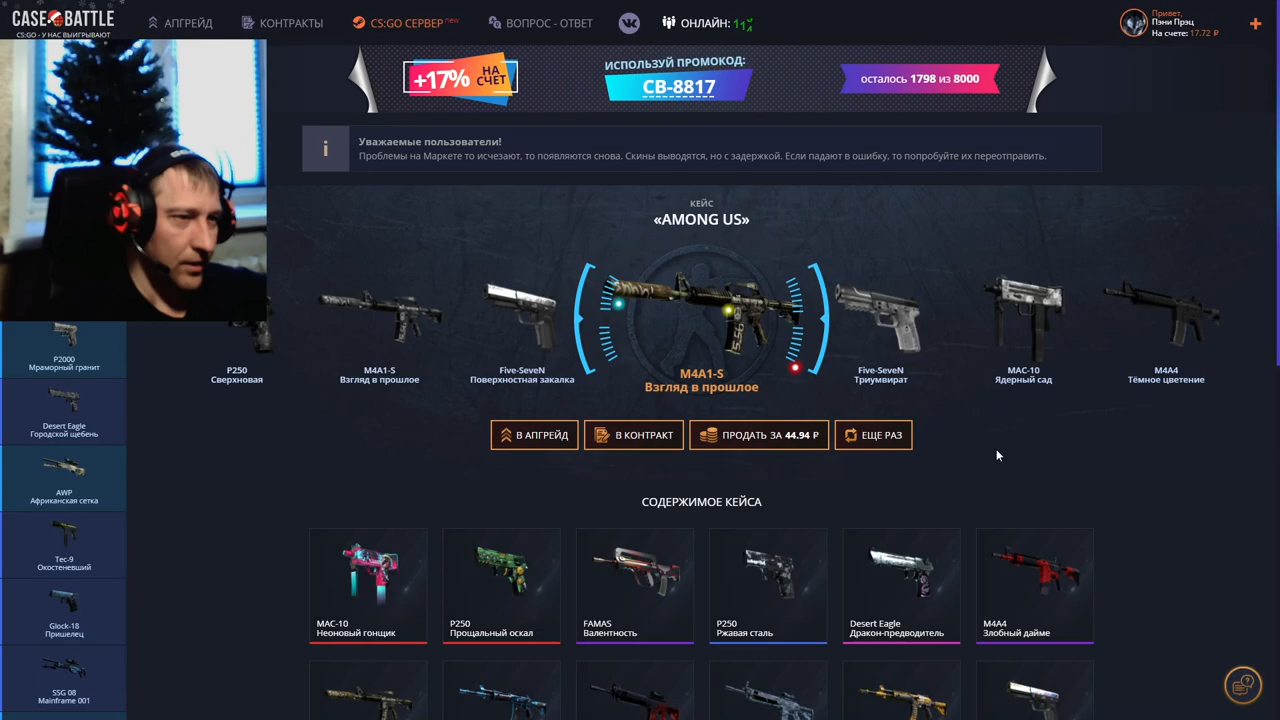 CASE BATTLE
CS:GO - У НАС ВЫИГРЫВАЮТ
АПГРЕЙД
КОНТРАКТЫ
CS:GO СЕРВЕР new
ВОПРОС - ОТВЕТ
ОНЛАЙН:
Привет,
Пэни Прэц
На счете: 17.72 ₽
+
+17% НА СЧЕТ
ИСПОЛЬЗУЙ ПРОМОКОД:
CB-8817
осталось 1798 из 8000
i
Уважаемые пользователи!
Проблемы на Маркете то исчезают, то появляются снова. Скины выводятся, но с задержкой. Если падают в ошибку, то попробуйте их переотправить.
КЕЙС
«AMONG US»
P250
Сверхновая
M4A1-S
Взгляд в прошлое
Five-SeveN
Поверхностная закалка
M4A1-S
Взгляд в прошлое
Five-SeveN
Триумвират
MAC-10
Ядерный сад
M4A4
Тёмное цветение
В АПГРЕЙД
В КОНТРАКТ
ПРОДАТЬ ЗА 44.94 ₽
ЕЩЕ РАЗ
P2000
Мраморный гранит
Desert Eagle
Городской щебень
AWP
Африканская сетка
Tec-9
Окостеневший
Glock-18
Пришелец
SSG 08
Mainframe 001
СОДЕРЖИМОЕ КЕЙСА
MAC-10
Неоновый гонщик
P250
Прощальный оскал
FAMAS
Валентность
P250
Ржавая сталь
Desert Eagle
Дракон-предводитель
M4A4
Злобный дайме